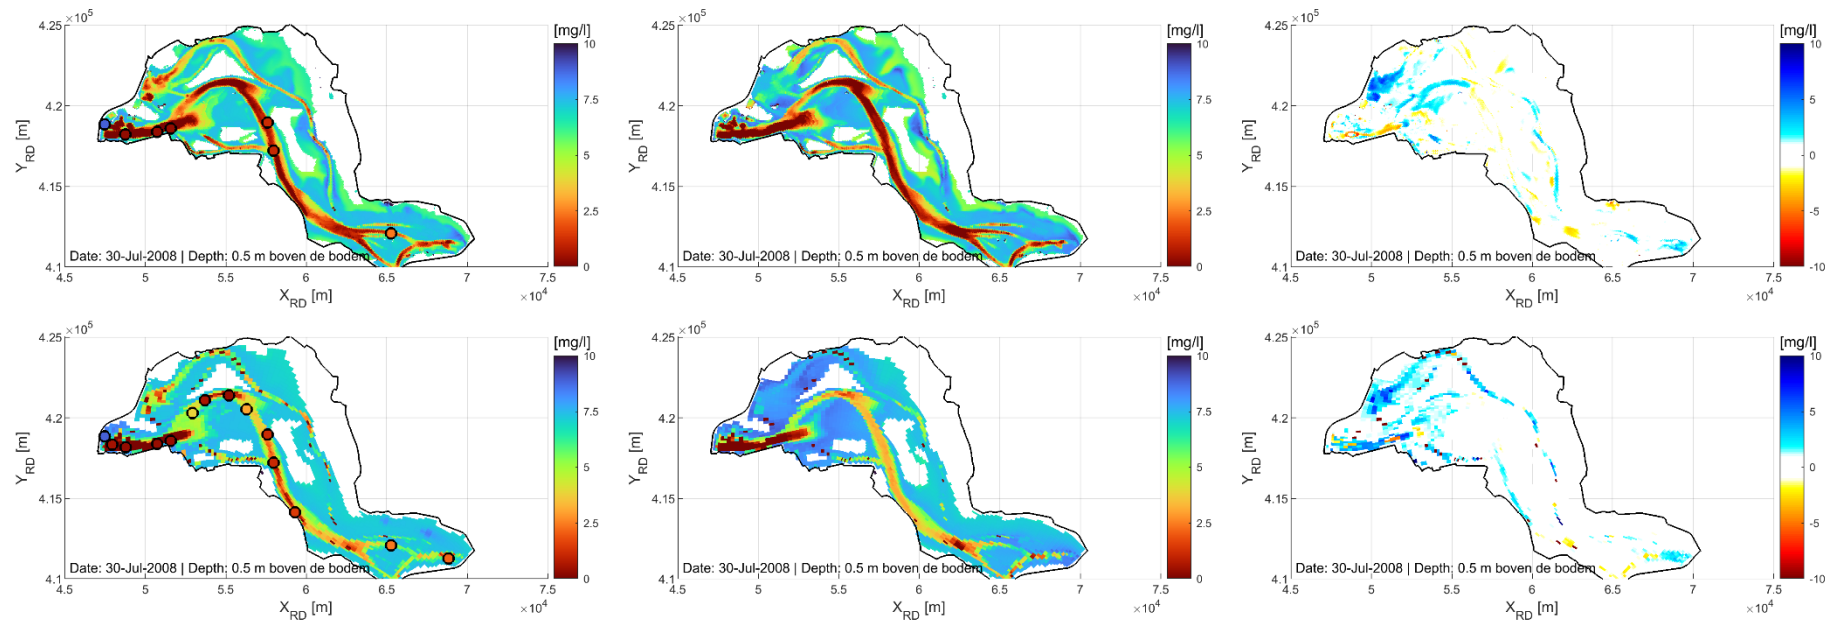 ×10⁵ [mg/l] ×10⁵ [mg/l] ×10⁵ [mg/l]
4.25 10 4.25 10 4.25 10
4.2 7.5 4.2 7.5 4.2 5
Y_RD [m] 5 Y_RD [m] 5 Y_RD [m] 0
4.15 2.5 4.15 2.5 4.15 -5
Date: 30-Jul-2008 | Depth: 0.5 m boven de bodem Date: 30-Jul-2008 | Depth: 0.5 m boven de bodem Date: 30-Jul-2008 | Depth: 0.5 m boven de bodem
4.1 0 4.1 0 4.1 -10
4.5 5 5.5 6 6.5 7 7.5 4.5 5 5.5 6 6.5 7 7.5 4.5 5 5.5 6 6.5 7 7.5
X_RD [m] ×10⁴ X_RD [m] ×10⁴ X_RD [m] ×10⁴
×10⁵ [mg/l] ×10⁵ [mg/l] ×10⁵ [mg/l]
4.25 10 4.25 10 4.25 10
4.2 7.5 4.2 7.5 4.2 5
Y_RD [m] 5 Y_RD [m] 5 Y_RD [m] 0
4.15 2.5 4.15 2.5 4.15 -5
Date: 30-Jul-2008 | Depth: 0.5 m boven de bodem Date: 30-Jul-2008 | Depth: 0.5 m boven de bodem Date: 30-Jul-2008 | Depth: 0.5 m boven de bodem
4.1 0 4.1 0 4.1 -10
4.5 5 5.5 6 6.5 7 7.5 4.5 5 5.5 6 6.5 7 7.5 4.5 5 5.5 6 6.5 7 7.5
X_RD [m] ×10⁴ X_RD [m] ×10⁴ X_RD [m] ×10⁴